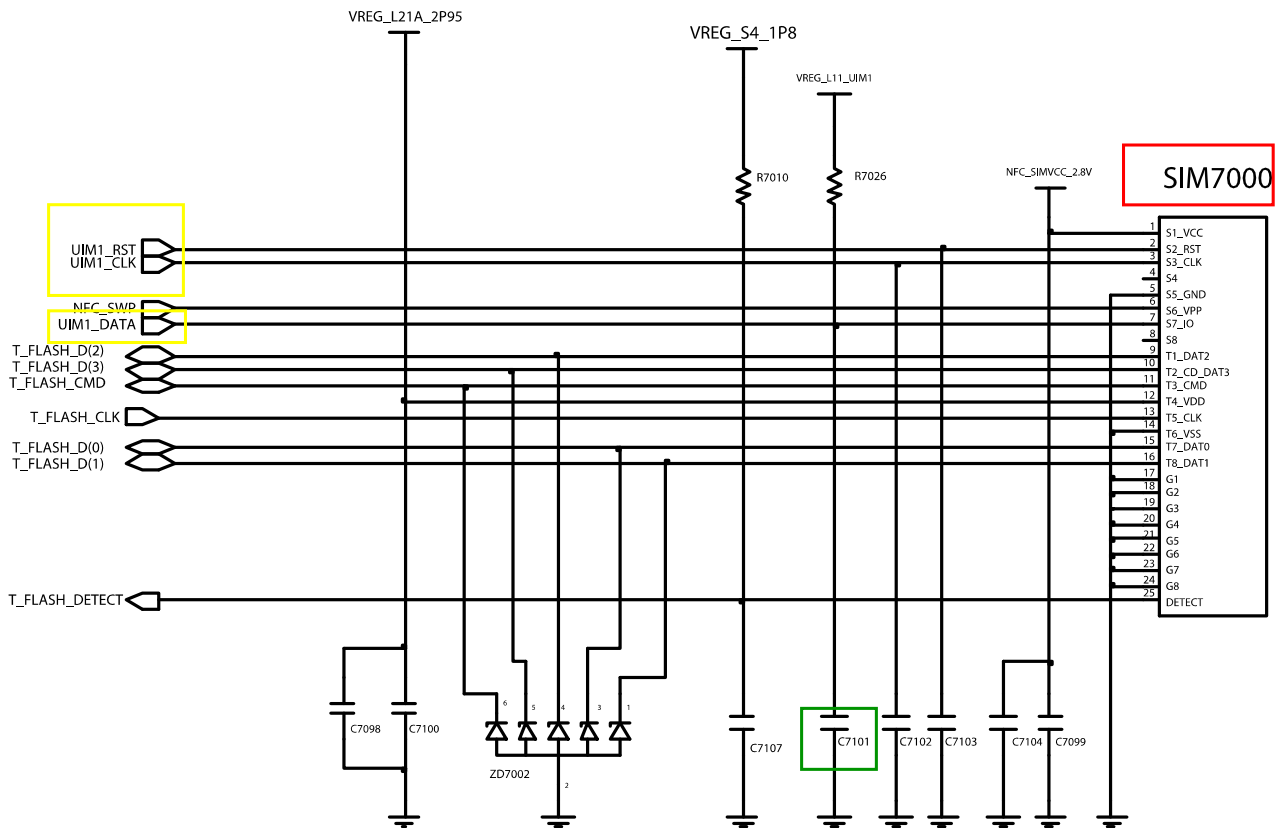 VREG_L21A_2P95
VREG_S4_1P8
VREG_L11_UIM1
R7010
R7026
NFC_SIMVCC_2.8V
SIM7000
UIM1_RST
UIM1_CLK
NFC_SWP
UIM1_DATA
T_FLASH_D(2)
T_FLASH_D(3)
T_FLASH_CMD
T_FLASH_CLK
T_FLASH_D(0)
T_FLASH_D(1)
T_FLASH_DETECT
1 S1_VCC
2 S2_RST
3 S3_CLK
4 S4
5 S5_GND
6 S6_VPP
7 S7_IO
8 S8
9 T1_DAT2
10 T2_CD_DAT3
11 T3_CMD
12 T4_VDD
13 T5_CLK
14 T6_VSS
15 T7_DAT0
16 T8_DAT1
17 G1
18 G2
19 G3
20 G4
21 G5
22 G6
23 G7
24 G8
25 DETECT
C7098
C7100
6
5
4
3
1
ZD7002
2
C7107
C7101
C7102
C7103
C7104
C7099